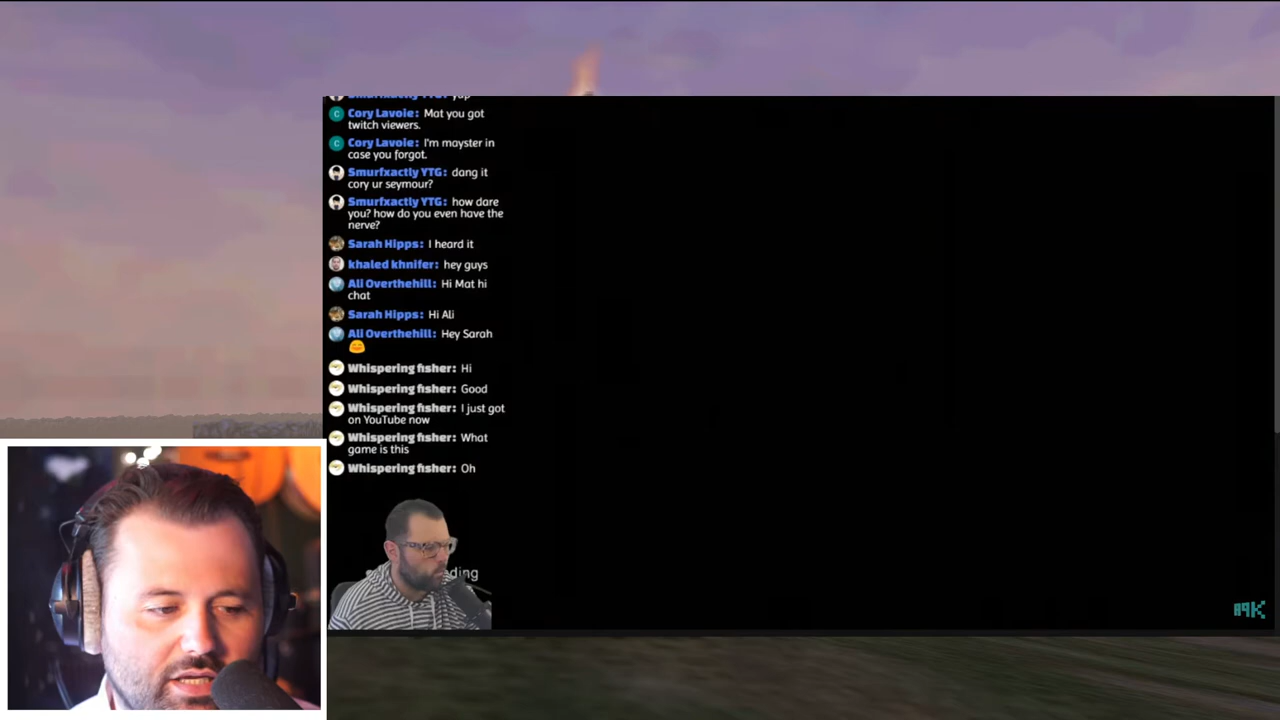 Smurfxactly YTG: yup
Cory Lavoie: Mat you got
twitch viewers.
Cory Lavoie: I'm mayster in
case you forgot.
Smurfxactly YTG: dang it
cory ur seymour?
Smurfxactly YTG: how dare
you? how do you even have the
nerve?
Sarah Hipps: I heard it
khaled khnifer: hey guys
Ali Overthehill: Hi Mat hi
chat
Sarah Hipps: Hi Ali
Ali Overthehill: Hey Sarah
😊
Whispering fisher: Hi
Whispering fisher: Good
Whispering fisher: I just got
on YouTube now
Whispering fisher: What
game is this
Whispering fisher: Oh